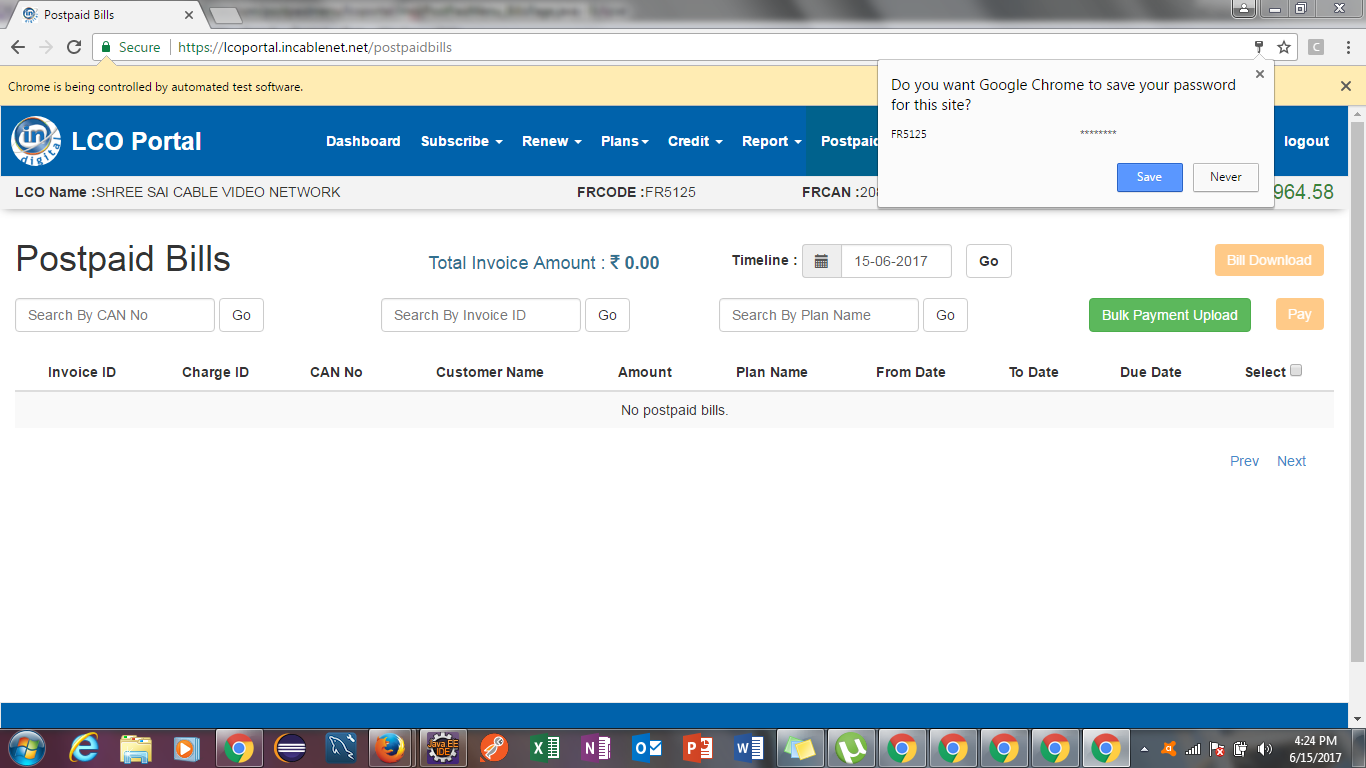 Postpaid Bills
Secure https://lcoportal.incablenet.net/postpaidbills
Chrome is being controlled by automated test software.
Do you want Google Chrome to save your password
for this site?
FR5125 ********
Save Never
in
digital
LCO Portal Dashboard Subscribe Renew Plans Credit Report Postpaid logout
LCO Name :SHREE SAI CABLE VIDEO NETWORK FRCODE :FR5125 FRCAN :208 964.58
Postpaid Bills Total Invoice Amount : ₹ 0.00 Timeline : 15-06-2017 Go Bill Download
Search By CAN No Go Search By Invoice ID Go Search By Plan Name Go Bulk Payment Upload Pay
Invoice ID Charge ID CAN No Customer Name Amount Plan Name From Date To Date Due Date Select
No postpaid bills.
Prev Next
Java EE
IDE
4:24 PM
6/15/2017